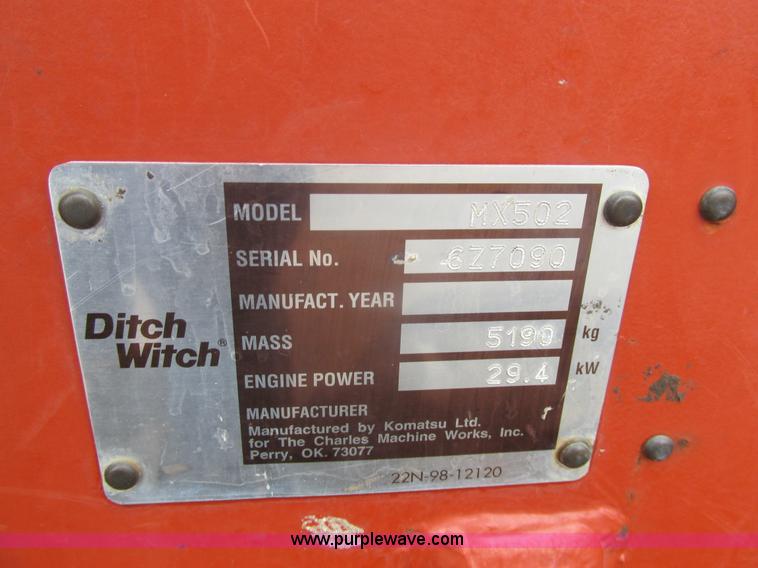 Ditch
Witch®
MODEL MX502
SERIAL No. 6Z7090
MANUFACT. YEAR
MASS 5190 kg
ENGINE POWER 29.4 kW
MANUFACTURER
Manufactured by Komatsu Ltd.
for The Charles Machine Works, Inc.
Perry, OK. 73077
22N-98-12120
www.purplewave.com